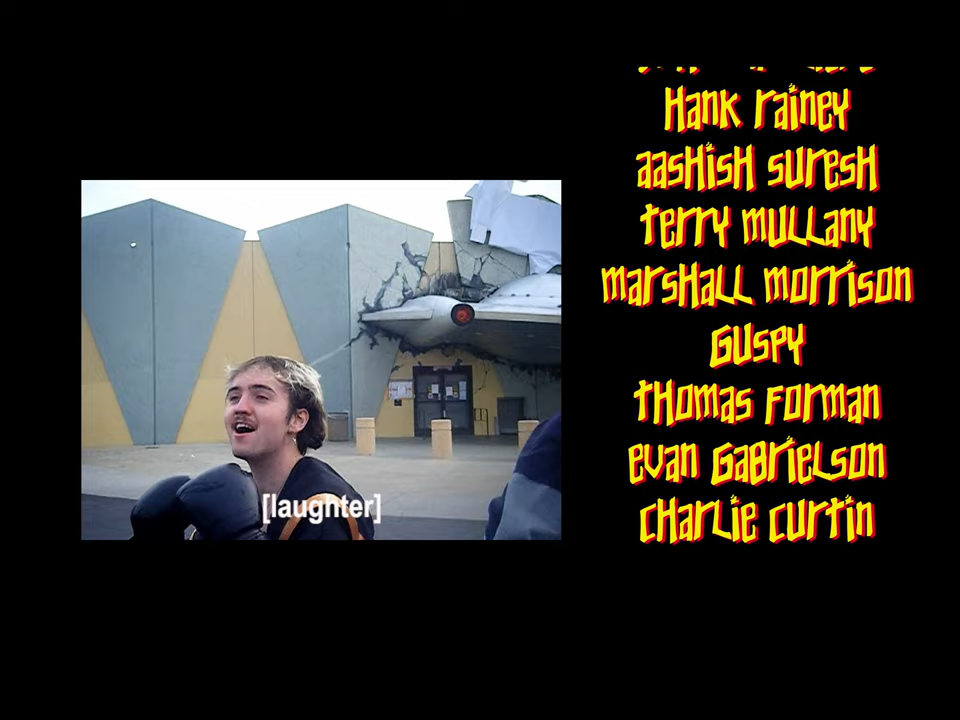 Hank Rainey
Aashish Suresh
Terry Mullany
Marshall Morrison
Guspy
Thomas Forman
Evan Gabrielson
Charlie Curtin
[laughter]